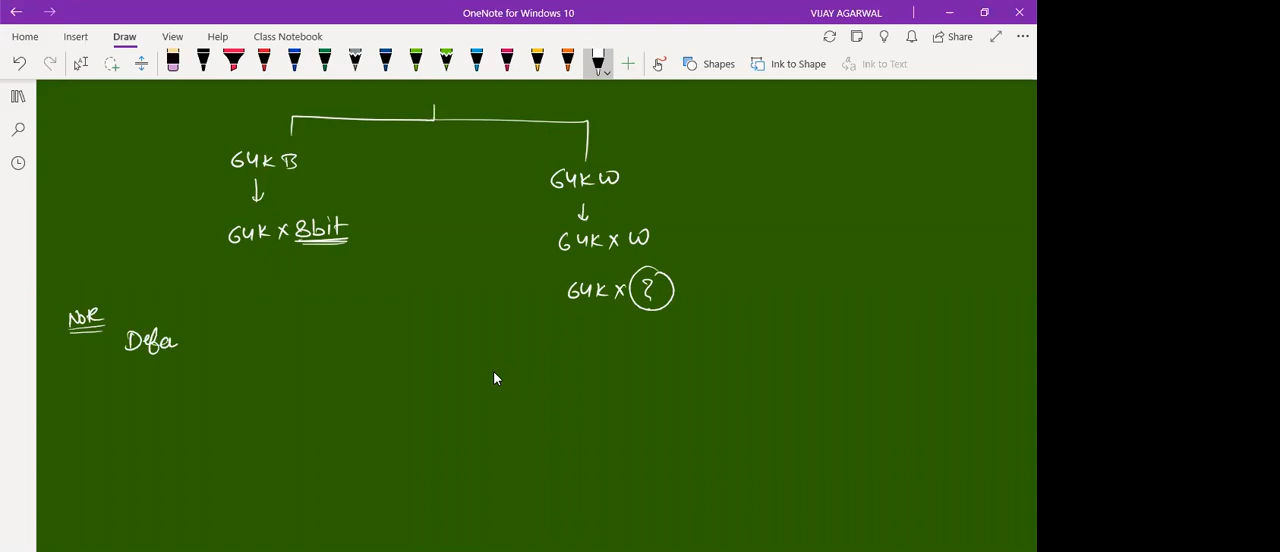 OneNote for Windows 10
VIJAY AGARWAL
Home Insert Draw View Help Class Notebook
Share
Shapes Ink to Shape Ink to Text
64K B
64K W
64K × 8bit
64K × W
64K × ?
Note
Defa